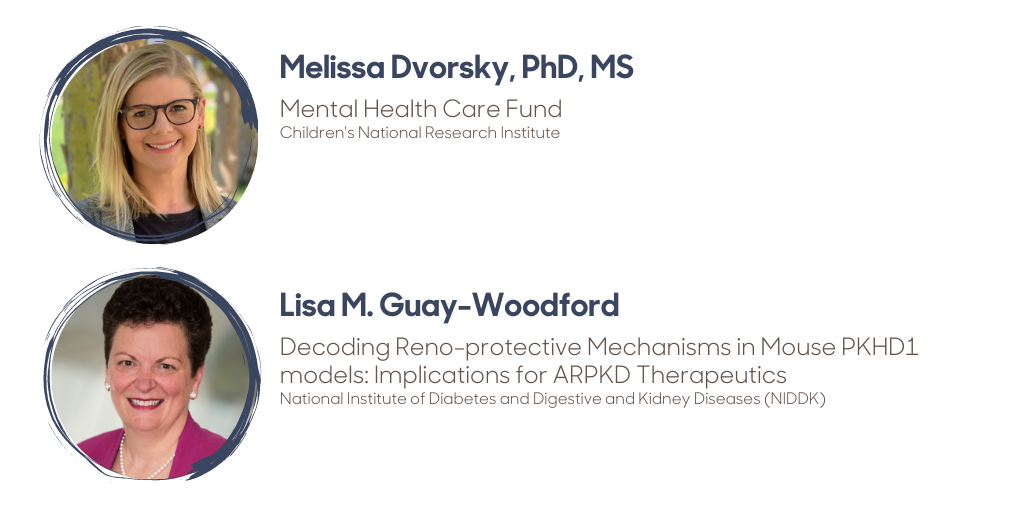 Melissa Dvorsky, PhD, MS
Mental Health Care Fund
Children's National Research Institute
Lisa M. Guay-Woodford
Decoding Reno-protective Mechanisms in Mouse PKHD1
models: Implications for ARPKD Therapeutics
National Institute of Diabetes and Digestive and Kidney Diseases (NIDDK)